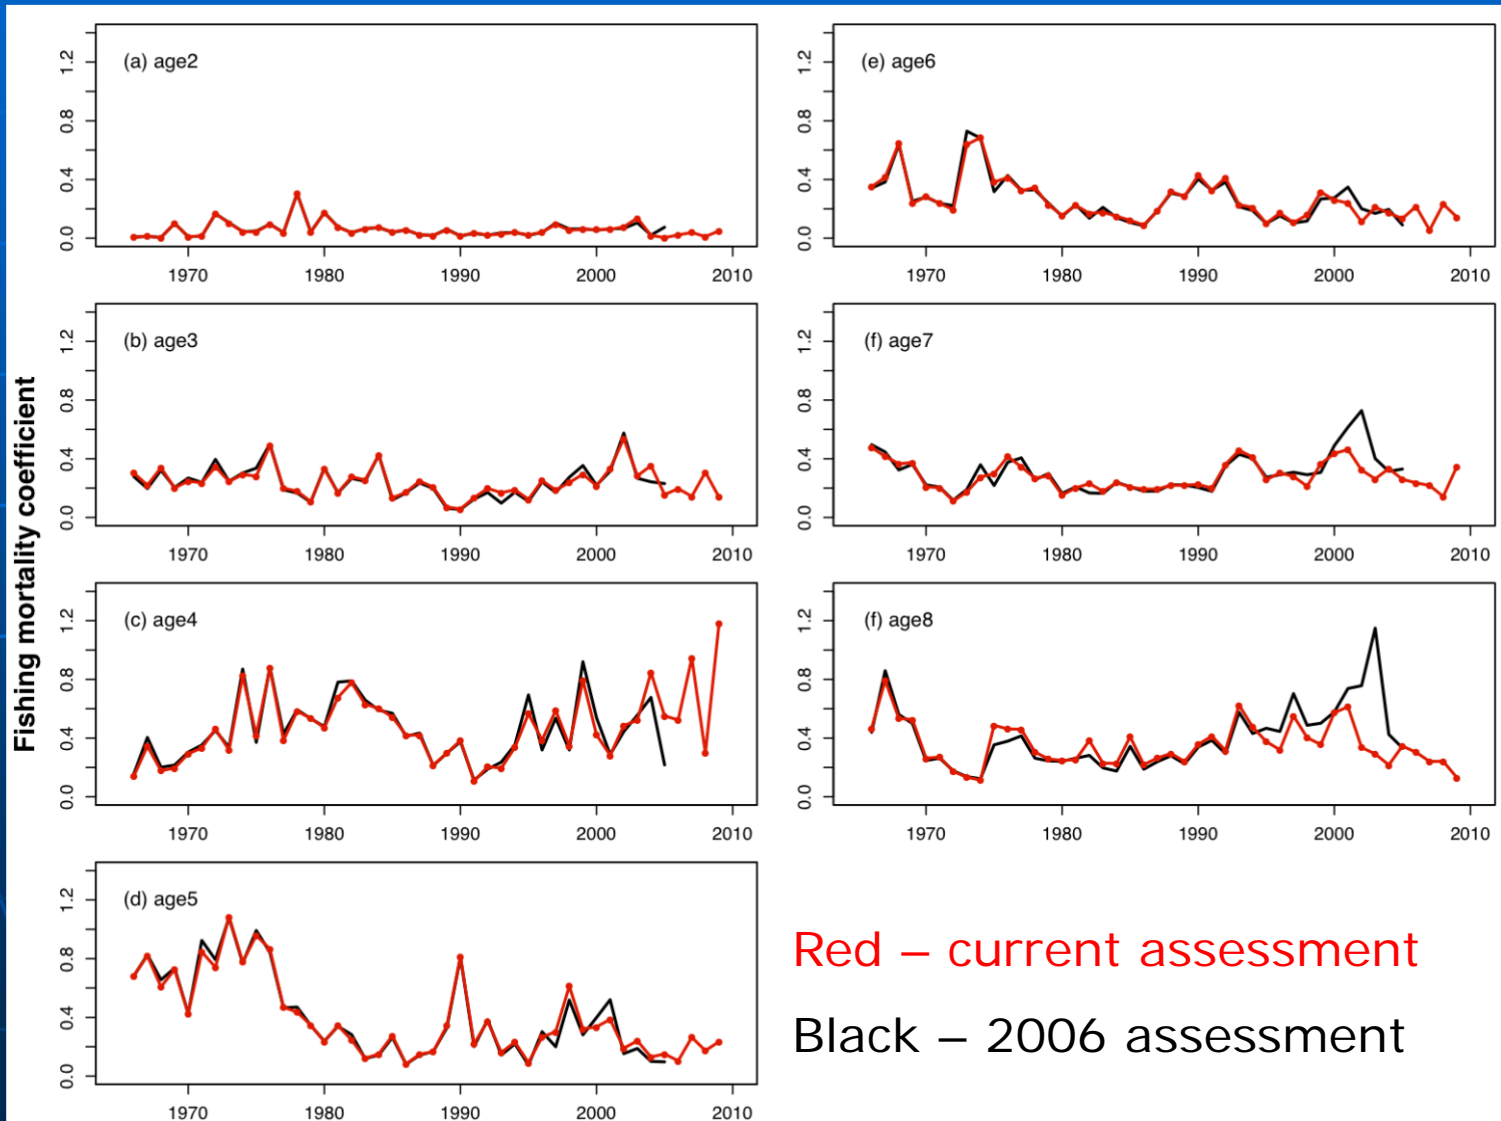 Fishing mortality coefficient
(a) age2
0.0 0.4 0.8 1.2
1970 1980 1990 2000 2010
(b) age3
0.0 0.4 0.8 1.2
1970 1980 1990 2000 2010
(c) age4
0.0 0.4 0.8 1.2
1970 1980 1990 2000 2010
(d) age5
0.0 0.4 0.8 1.2
1970 1980 1990 2000 2010
(e) age6
0.0 0.4 0.8 1.2
1970 1980 1990 2000 2010
(f) age7
0.0 0.4 0.8 1.2
1970 1980 1990 2000 2010
(f) age8
0.0 0.4 0.8 1.2
1970 1980 1990 2000 2010
Red – current assessment
Black – 2006 assessment